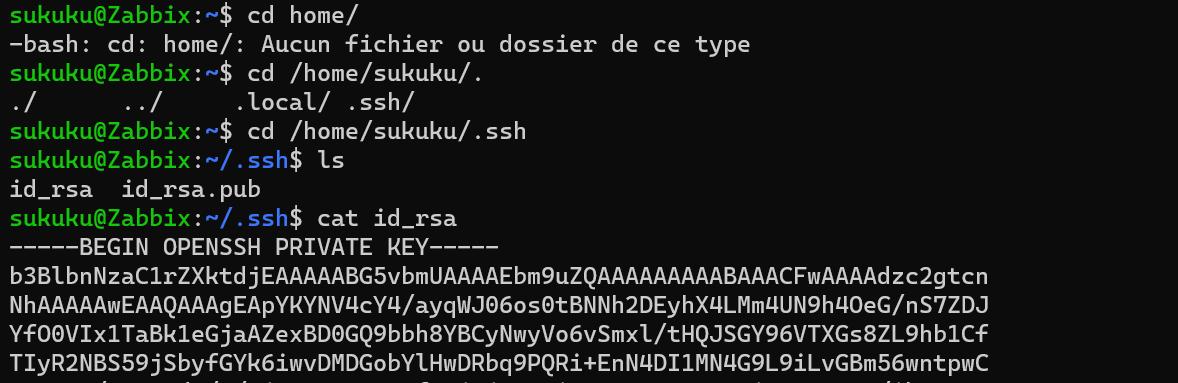 sukuku@Zabbix:~$ cd home/
-bash: cd: home/: Aucun fichier ou dossier de ce type
sukuku@Zabbix:~$ cd /home/sukuku/.
./      ../     .local/ .ssh/
sukuku@Zabbix:~$ cd /home/sukuku/.ssh
sukuku@Zabbix:~/.ssh$ ls
id_rsa  id_rsa.pub
sukuku@Zabbix:~/.ssh$ cat id_rsa
-----BEGIN OPENSSH PRIVATE KEY-----
b3BlbnNzaC1rZXktdjEAAAAABG5vbmUAAAAEbm9uZQAAAAAAAAABAAACFwAAAAdzc2gtcn
NhAAAAAwEAAQAAAgEApYKYNV4cY4/ayqWJ06os0tBNNh2DEyhX4LMm4UN9h4OeG/nS7ZDJ
YfO0VIx1TaBk1eGjaAZexBD0GQ9bbh8YBCyNwyVo6vSmxl/tHQJSGY96VTXGs8ZL9hb1Cf
TIyR2NBS59jSbyfGYk6iwvDMDGobYlHwDRbq9PQRi+EnN4DI1MN4G9L9iLvGBm56wntpwC